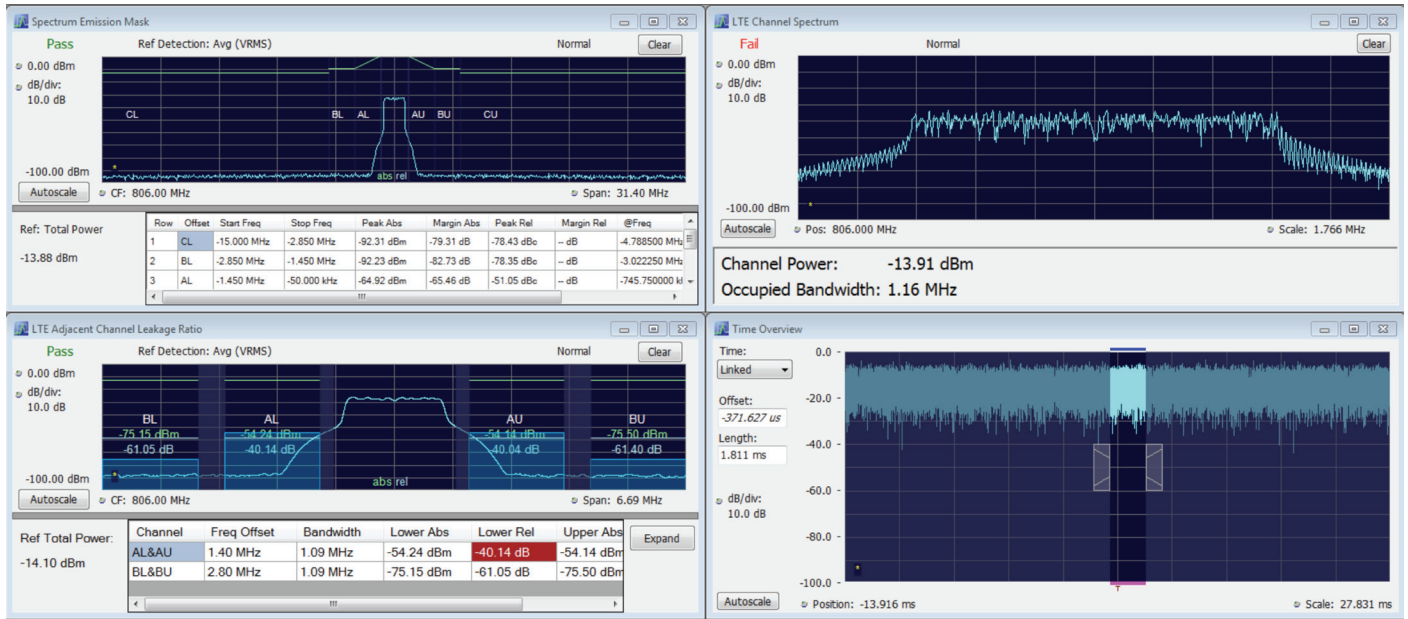 Spectrum Emission Mask
Pass Ref Detection: Avg (VRMS) Normal Clear
0.00 dBm
dB/div:
10.0 dB
CL BL AL AU BU CU
-100.00 dBm
abs rel
Autoscale CF: 806.00 MHz Span: 31.40 MHz
Ref: Total Power
-13.88 dBm
Row Offset Start Freq Stop Freq Peak Abs Margin Abs Peak Rel Margin Rel @Freq
1 CL -15.000 MHz -2.850 MHz -92.31 dBm -79.31 dB -78.43 dBc -- dB -4.788500 MHz
2 BL -2.850 MHz -1.450 MHz -92.23 dBm -82.73 dB -78.35 dBc -- dB -3.022250 MHz
3 AL -1.450 MHz -50.000 kHz -64.92 dBm -65.46 dB -51.05 dBc -- dB -745.750000 kH
LTE Channel Spectrum
Fail Normal Clear
0.00 dBm
dB/div:
10.0 dB
-100.00 dBm
Autoscale Pos: 806.000 MHz Scale: 1.766 MHz
Channel Power: -13.91 dBm
Occupied Bandwidth: 1.16 MHz
LTE Adjacent Channel Leakage Ratio
Pass Ref Detection: Avg (VRMS) Normal Clear
0.00 dBm
dB/div:
10.0 dB
BL AL AU BU
-75.15 dBm -54.24 dBm -54.14 dBm -75.50 dBm
-61.05 dB -40.14 dB -40.04 dB -61.40 dB
-100.00 dBm
abs rel
Autoscale CF: 806.00 MHz Span: 6.69 MHz
Ref Total Power:
-14.10 dBm
Channel Freq Offset Bandwidth Lower Abs Lower Rel Upper Abs Expand
AL&AU 1.40 MHz 1.09 MHz -54.24 dBm -40.14 dB -54.14 dBm
BL&BU 2.80 MHz 1.09 MHz -75.15 dBm -61.05 dB -75.50 dBm
Time Overview
Time:
Linked
Offset:
-371.627 us
Length:
1.811 ms
dB/div:
10.0 dB
0.0
-20.0
-40.0
-60.0
-80.0
-100.0
T
Autoscale Position: -13.916 ms Scale: 27.831 ms